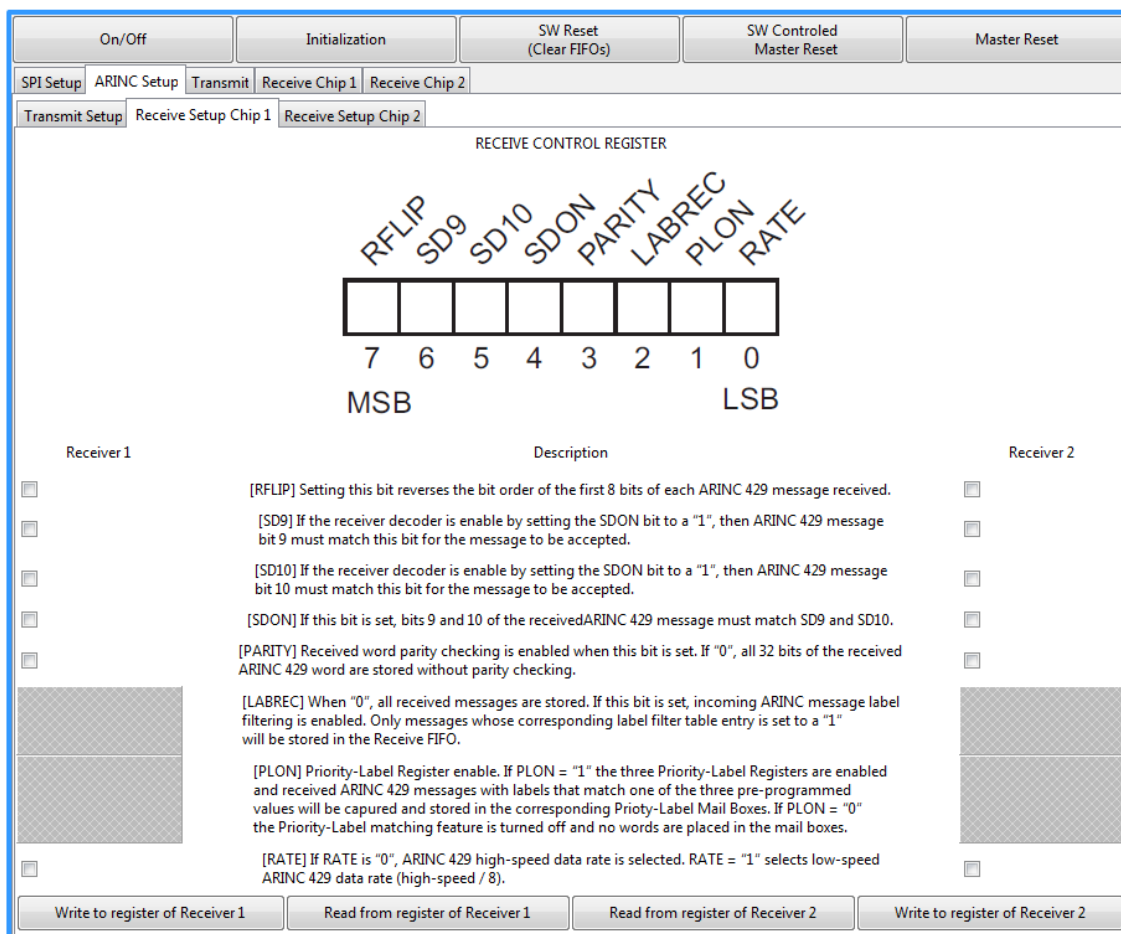 On/Off
Initialization
SW Reset
(Clear FIFOs)
SW Controled
Master Reset
Master Reset
SPI Setup
ARINC Setup
Transmit
Receive Chip 1
Receive Chip 2
Transmit Setup
Receive Setup Chip 1
Receive Setup Chip 2
RECEIVE CONTROL REGISTER
RFLIP
SD9
SD10
SDON
PARITY
LABREC
PLON
RATE
7 6 5 4 3 2 1 0
MSB LSB
Receiver 1
Description
Receiver 2
[RFLIP] Setting this bit reverses the bit order of the first 8 bits of each ARINC 429 message received.
[SD9] If the receiver decoder is enable by setting the SDON bit to a "1", then ARINC 429 message
bit 9 must match this bit for the message to be accepted.
[SD10] If the receiver decoder is enable by setting the SDON bit to a "1", then ARINC 429 message
bit 10 must match this bit for the message to be accepted.
[SDON] If this bit is set, bits 9 and 10 of the receivedARINC 429 message must match SD9 and SD10.
[PARITY] Received word parity checking is enabled when this bit is set. If "0", all 32 bits of the received
ARINC 429 word are stored without parity checking.
[LABREC] When "0", all received messages are stored. If this bit is set, incoming ARINC message label
filtering is enabled. Only messages whose corresponding label filter table entry is set to a "1"
will be stored in the Receive FIFO.
[PLON] Priority-Label Register enable. If PLON = "1" the three Priority-Label Registers are enabled
and received ARINC 429 messages with labels that match one of the three pre-programmed
values will be capured and stored in the corresponding Prioty-Label Mail Boxes. If PLON = "0"
the Priority-Label matching feature is turned off and no words are placed in the mail boxes.
[RATE] If RATE is "0", ARINC 429 high-speed data rate is selected. RATE = "1" selects low-speed
ARINC 429 data rate (high-speed / 8).
Write to register of Receiver 1
Read from register of Receiver 1
Read from register of Receiver 2
Write to register of Receiver 2